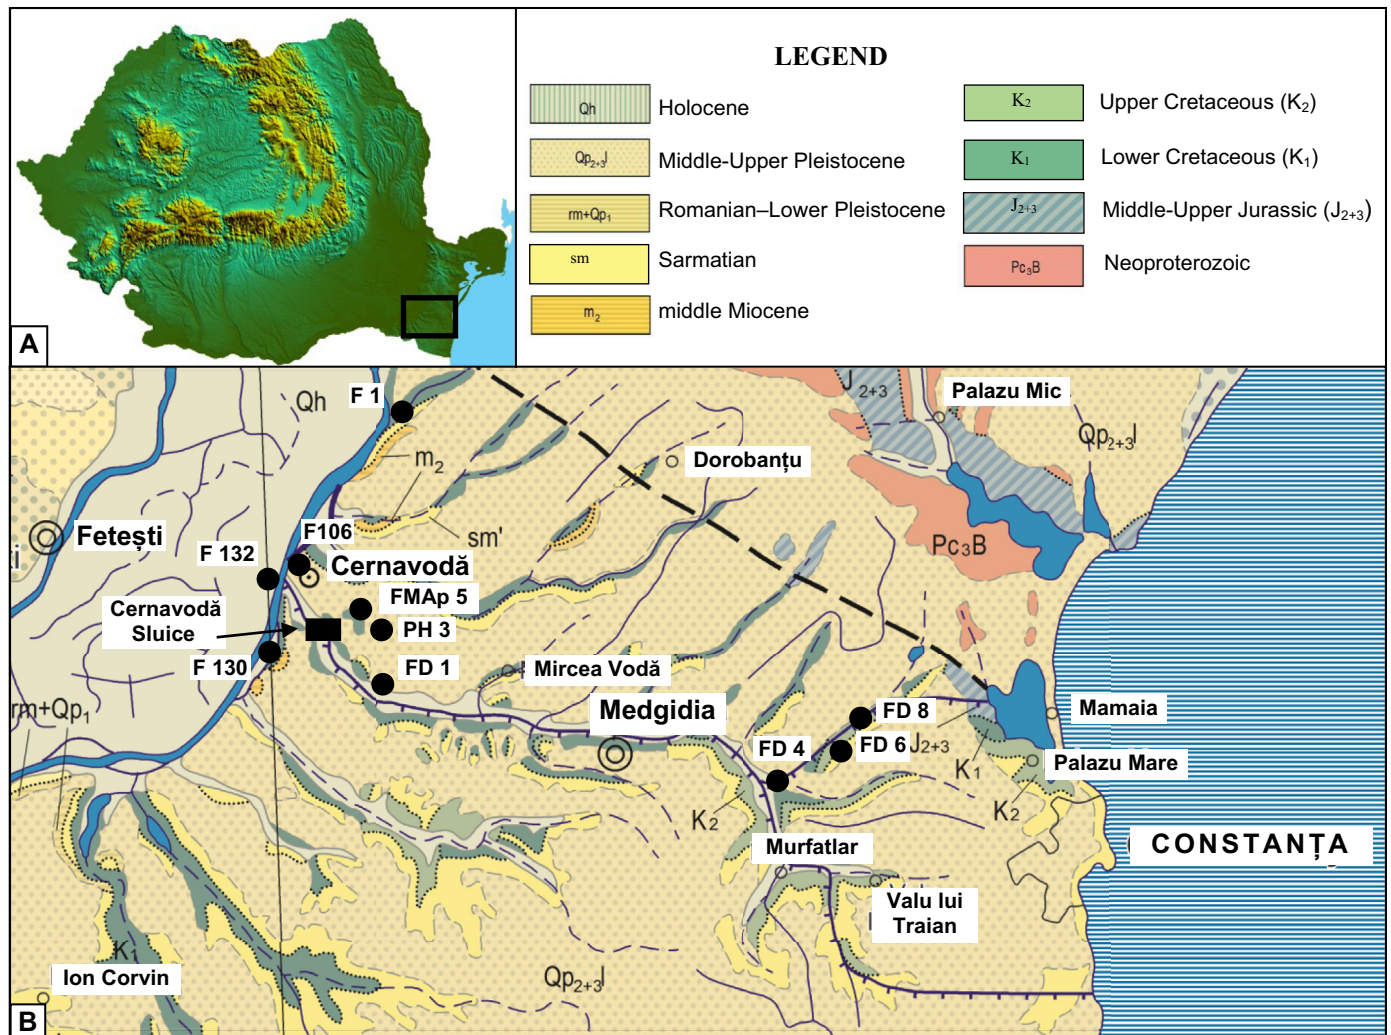 A
LEGEND
Qh Holocene
Qp2+3l Middle-Upper Pleistocene
rm+Qp1 Romanian–Lower Pleistocene
sm Sarmatian
m2 middle Miocene
K2 Upper Cretaceous (K2)
K1 Lower Cretaceous (K1)
J2+3 Middle-Upper Jurassic (J2+3)
Pc3B Neoproterozoic
F 1
Qh
J2+3
Palazu Mic
Qp2+3l
m2
Dorobanțu
Fetești
F106
sm'
Pc3B
F 132
Cernavodă
FMAp 5
Cernavodă
Sluice
PH 3
F 130
FD 1
Mircea Vodă
rm+Qp1
Medgidia
FD 8
Mamaia
FD 4
FD 6
J2+3
K1
Palazu Mare
K2
K2
CONSTANȚA
Murfatlar
Valu lui
Traian
K1
Ion Corvin
Qp2+3l
B